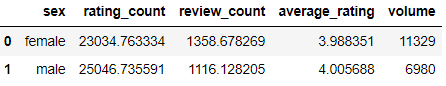 sex rating_count review_count average_rating volume
0 female 23034.763334 1358.678269 3.988351 11329
1 male 25046.735591 1116.128205 4.005688 6980